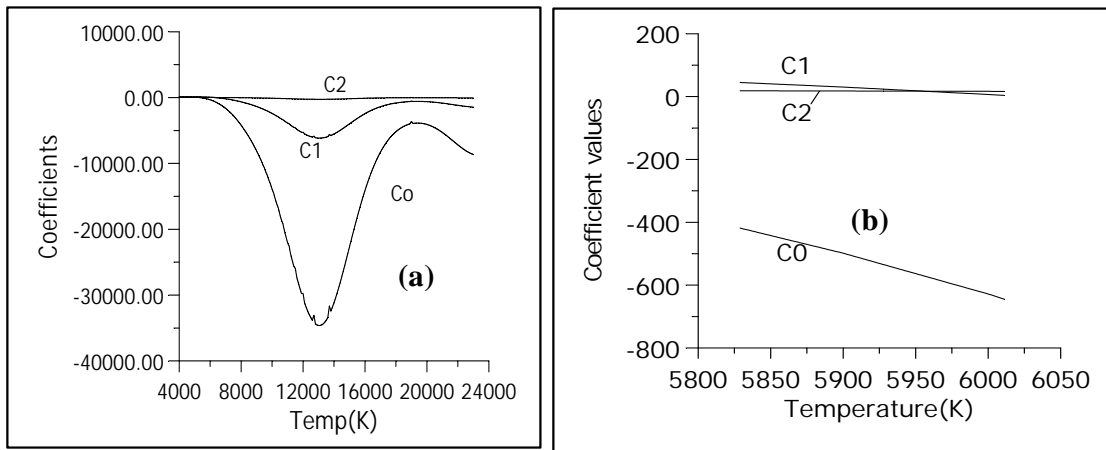 10000.00
0.00
-10000.00
-20000.00
-30000.00
-40000.00
Coefficients
C2
C1
Co
(a)
4000 8000 12000 16000 20000 24000
Temp(K)
200
0
-200
-400
-600
-800
Coefficient values
C1
C2
(b)
C0
5800 5850 5900 5950 6000 6050
Temperature(K)